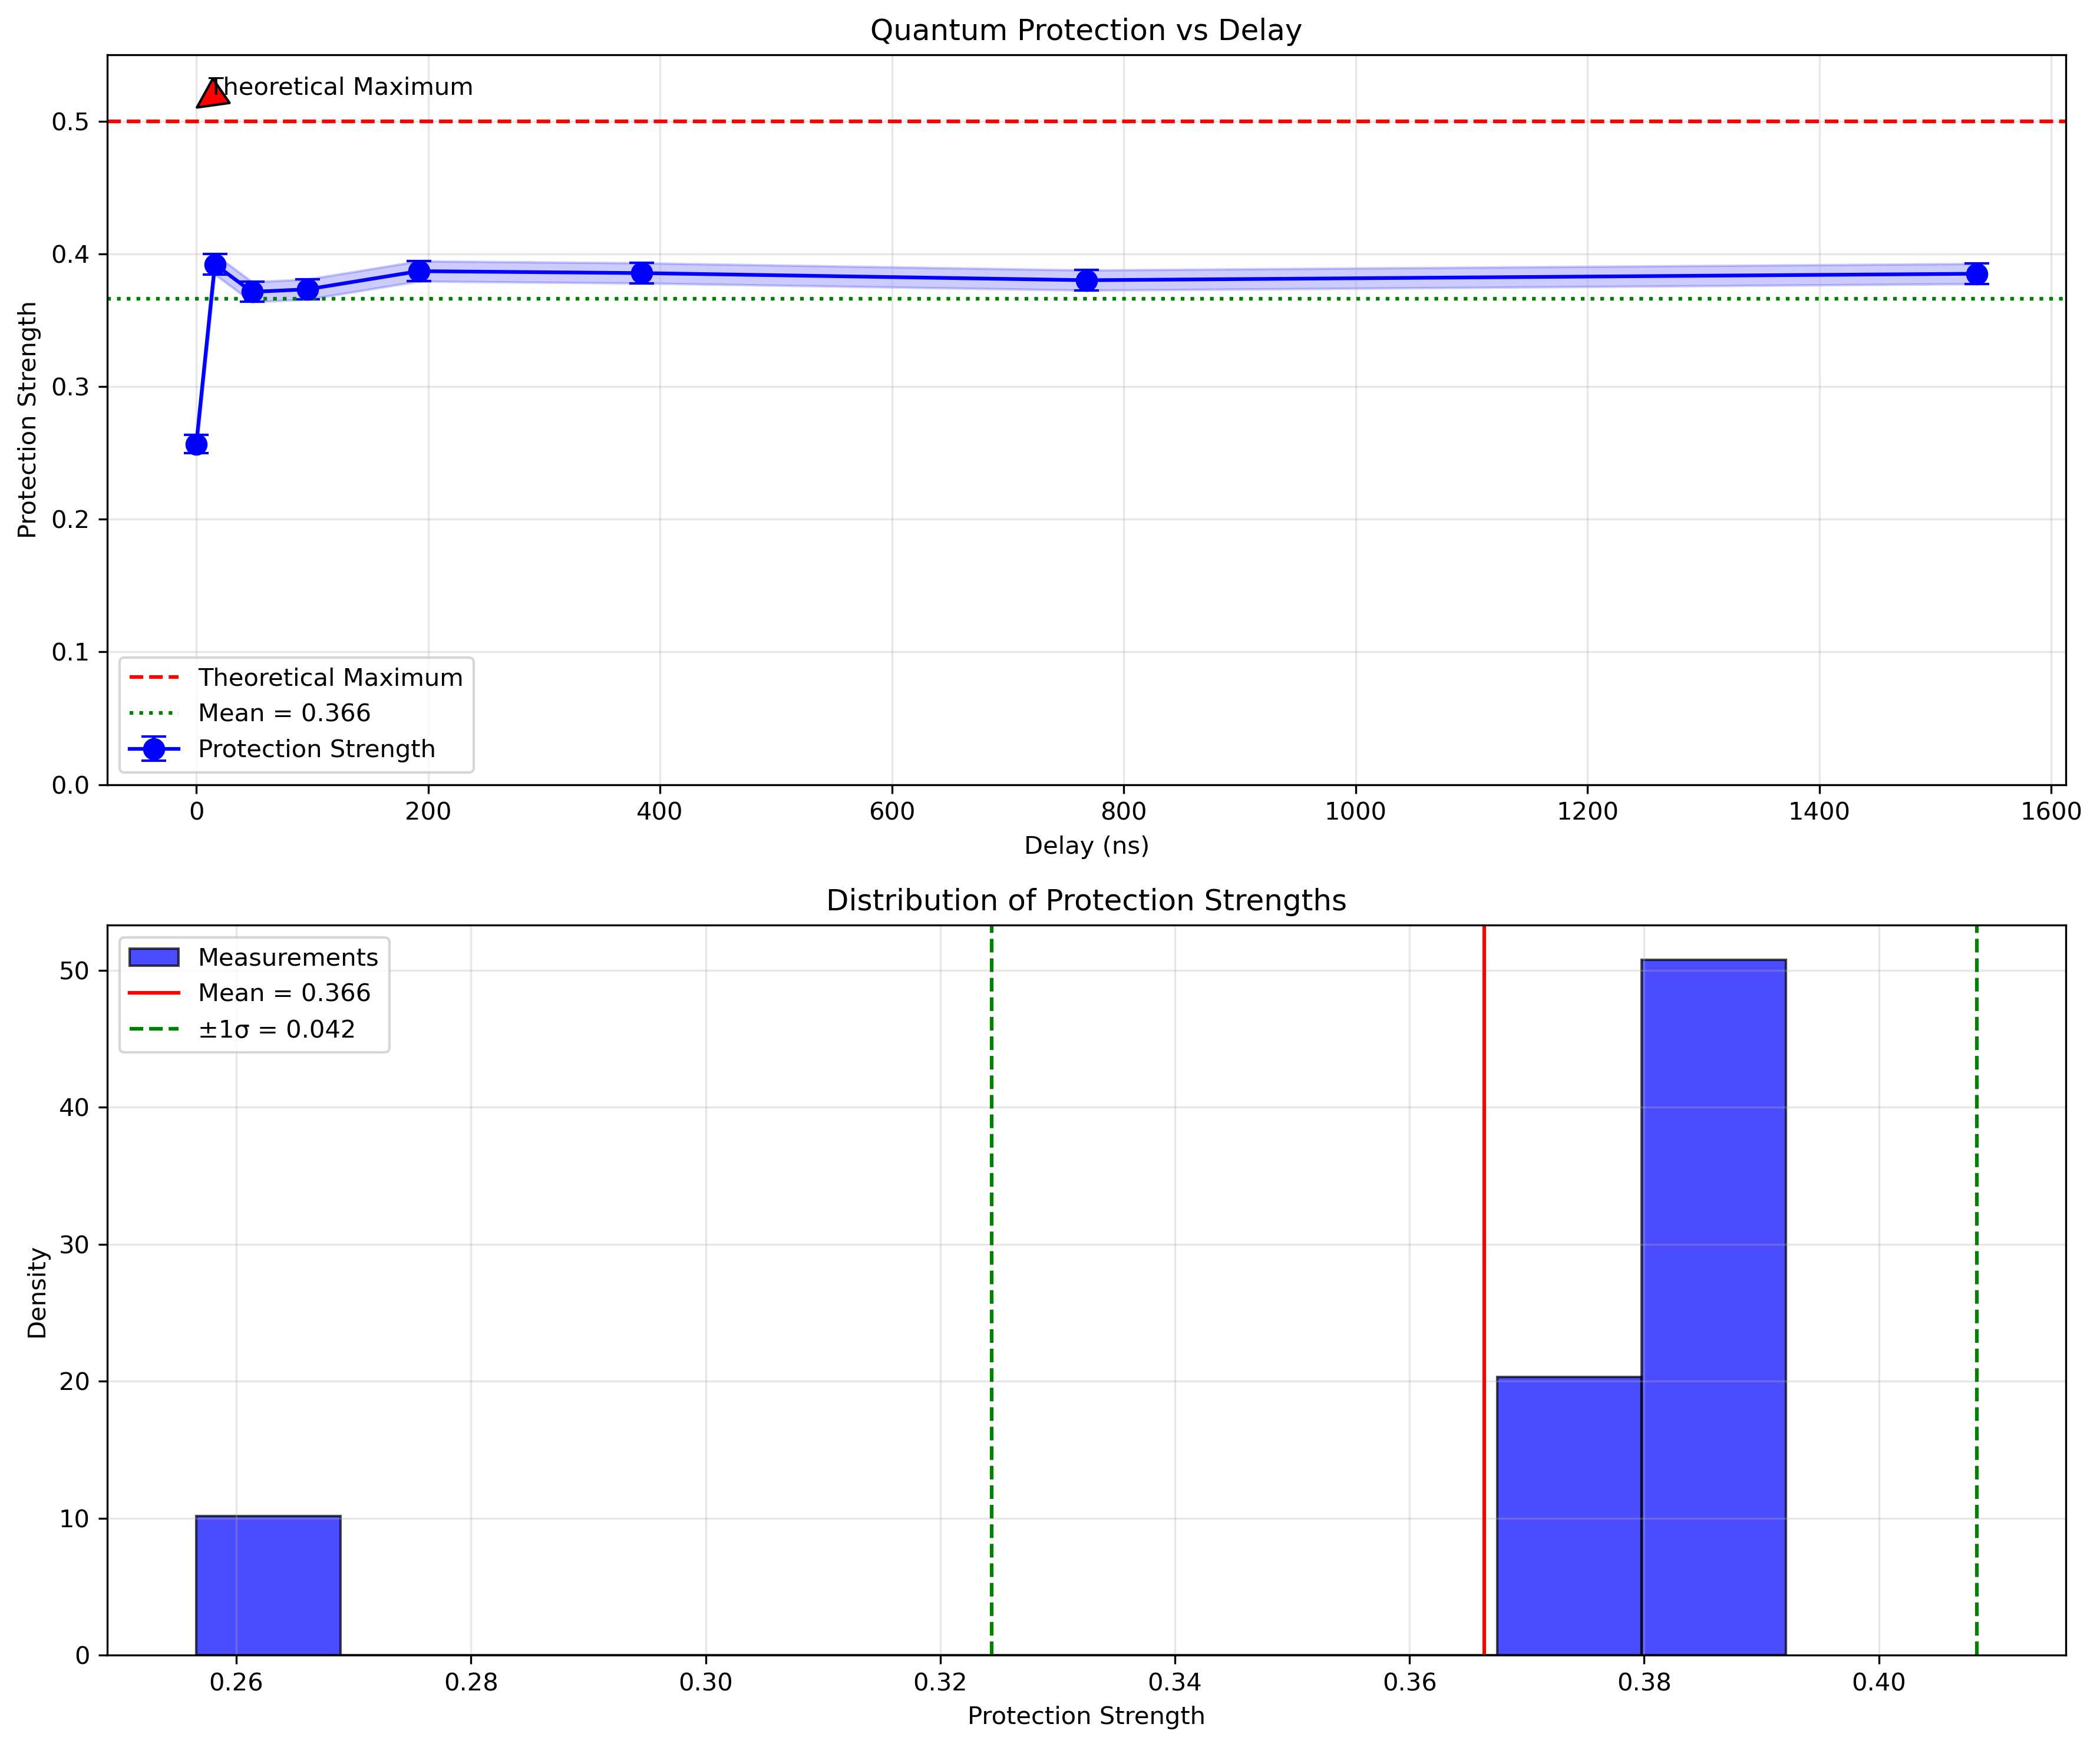 Quantum Protection vs Delay
Theoretical Maximum
0.5
0.4
0.3
0.2
0.1
0.0
Protection Strength
Theoretical Maximum
Mean = 0.366
Protection Strength
0 200 400 600 800 1000 1200 1400 1600
Delay (ns)
Distribution of Protection Strengths
Measurements
Mean = 0.366
±1σ = 0.042
50
40
30
20
10
0
Density
0.26 0.28 0.30 0.32 0.34 0.36 0.38 0.40
Protection Strength